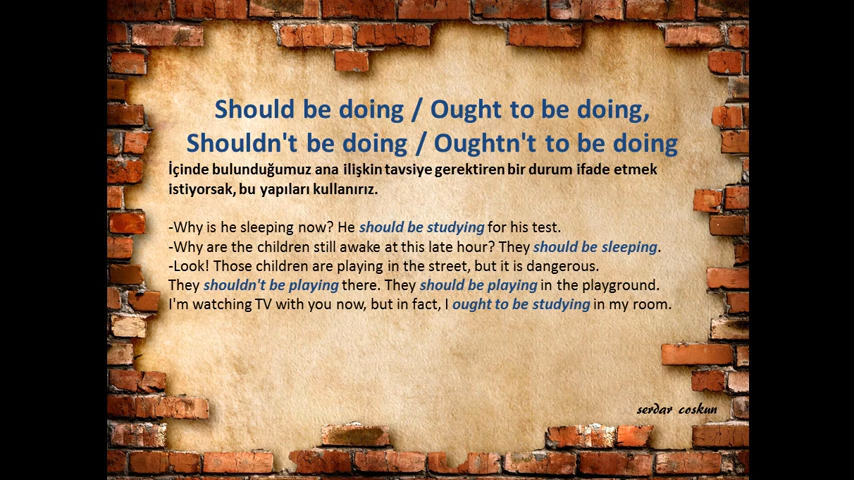 Should be doing / Ought to be doing,
Shouldn't be doing / Oughtn't to be doing
İçinde bulunduğumuz ana ilişkin tavsiye gerektiren bir durum ifade etmek
istiyorsak, bu yapıları kullanırız.
-Why is he sleeping now? He should be studying for his test.
-Why are the children still awake at this late hour? They should be sleeping.
-Look! Those children are playing in the street, but it is dangerous.
They shouldn't be playing there. They should be playing in the playground.
I'm watching TV with you now, but in fact, I ought to be studying in my room.
serdar coskun